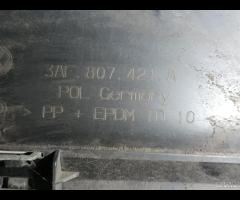 3AF.807.421.A
POL Germany
> PP + EPDM TD 10